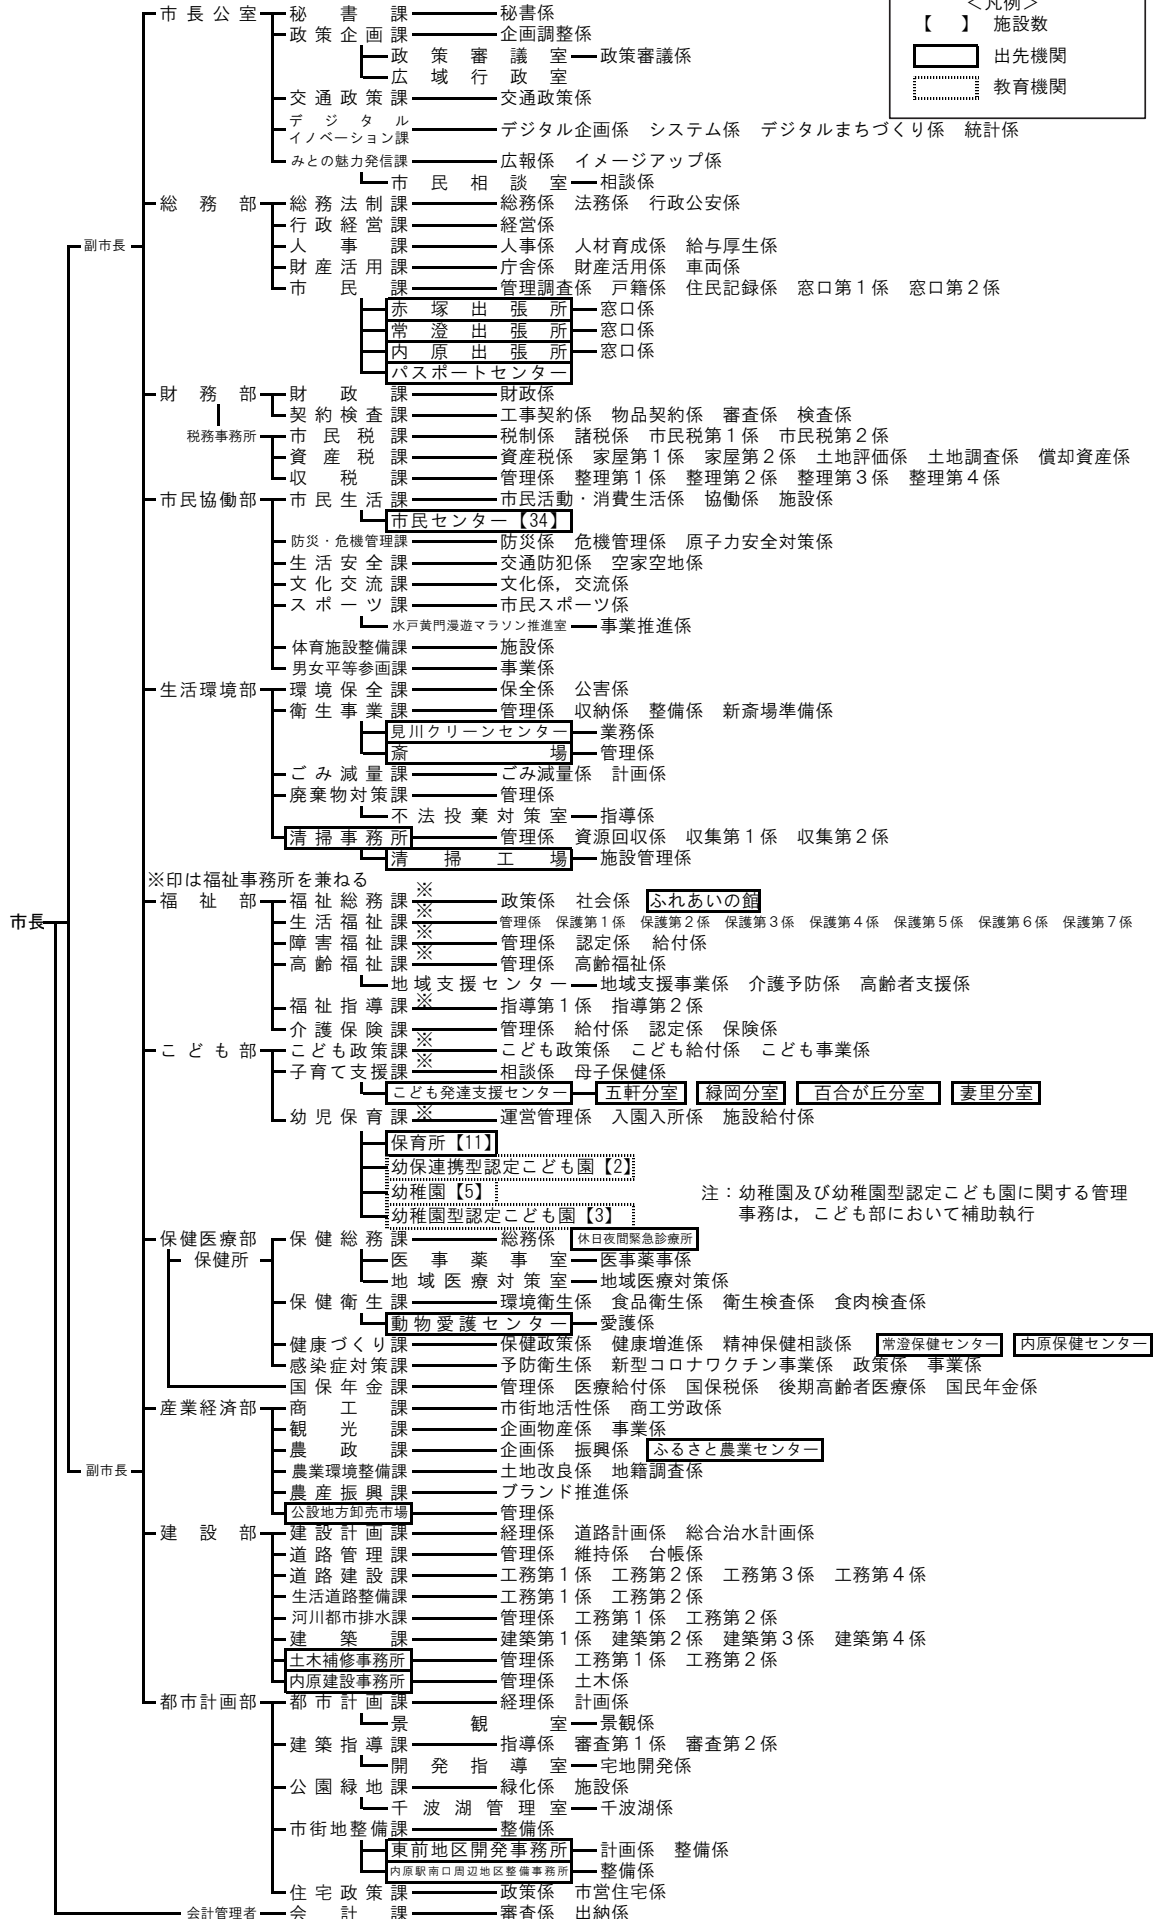 ＜凡例＞
【　】 施設数
出先機関
教育機関
市長公室 秘書課 秘書係
政策企画課 企画調整係
政策審議室 政策審議係
広域行政室
交通政策課 交通政策係
デジタル
イノベーション課 デジタル企画係 システム係 デジタルまちづくり係 統計係
みとの魅力発信課 広報係 イメージアップ係
市民相談室 相談係
総務部 総務法制課 総務係 法務係 行政公安係
行政経営課 経営係
副市長 人事課 人事係 人材育成係 給与厚生係
財産活用課 庁舎係 財産活用係 車両係
市民課 管理調査係 戸籍係 住民記録係 窓口第１係 窓口第２係
赤塚出張所 窓口係
常澄出張所 窓口係
内原出張所 窓口係
パスポートセンター
財務部 財政課 財政係
契約検査課 工事契約係 物品契約係 審査係 検査係
税務事務所 市民税課 税制係 諸税係 市民税第１係 市民税第２係
資産税課 資産税係 家屋第１係 家屋第２係 土地評価係 土地調査係 償却資産係
収税課 管理係 整理第１係 整理第２係 整理第３係 整理第４係
市民協働部 市民生活課 市民活動・消費生活係 協働係 施設係
市民センター【34】
防災・危機管理課 防災係 危機管理係 原子力安全対策係
生活安全課 交通防犯係 空家空地係
文化交流課 文化係，交流係
スポーツ課 市民スポーツ係
水戸黄門漫遊マラソン推進室 事業推進係
体育施設整備課 施設係
男女平等参画課 事業係
生活環境部 環境保全課 保全係 公害係
衛生事業課 管理係 収納係 整備係 新斎場準備係
見川クリーンセンター 業務係
斎場 管理係
ごみ減量課 ごみ減量係 計画係
廃棄物対策課 管理係
不法投棄対策室 指導係
清掃事務所 管理係 資源回収係 収集第１係 収集第２係
清掃工場 施設管理係
※印は福祉事務所を兼ねる
福祉部 福祉総務課※ 政策係 社会係 ふれあいの館
市長 生活福祉課※ 管理係 保護第１係 保護第２係 保護第３係 保護第４係 保護第５係 保護第６係 保護第７係
障害福祉課※ 管理係 認定係 給付係
高齢福祉課※ 管理係 高齢福祉係
地域支援センター 地域支援事業係 介護予防係 高齢者支援係
福祉指導課※ 指導第１係 指導第２係
介護保険課 管理係 給付係 認定係 保険係
こども部 こども政策課※ こども政策係 こども給付係 こども事業係
子育て支援課※ 相談係 母子保健係
こども発達支援センター 五軒分室 緑岡分室 百合が丘分室 妻里分室
幼児保育課※ 運営管理係 入園入所係 施設給付係
保育所【11】
幼保連携型認定こども園【2】
幼稚園【5】
幼稚園型認定こども園【3】
注：幼稚園及び幼稚園型認定こども園に関する管理
事務は，こども部において補助執行
保健医療部 保健総務課 総務係 休日夜間緊急診療所
保健所 医事薬事室 医事薬事係
地域医療対策室 地域医療対策係
保健衛生課 環境衛生係 食品衛生係 衛生検査係 食肉検査係
動物愛護センター 愛護係
健康づくり課 保健政策係 健康増進係 精神保健相談係 常澄保健センター 内原保健センター
感染症対策課 予防衛生係 新型コロナワクチン事業係 政策係 事業係
国保年金課 管理係 医療給付係 国保税係 後期高齢者医療係 国民年金係
産業経済部 商工課 市街地活性係 商工労政係
観光課 企画物産係 事業係
農政課 企画係 振興係 ふるさと農業センター
副市長 農業環境整備課 土地改良係 地籍調査係
農産振興課 ブランド推進係
公設地方卸売市場 管理係
建設部 建設計画課 経理係 道路計画係 総合治水計画係
道路管理課 管理係 維持係 台帳係
道路建設課 工務第１係 工務第２係 工務第３係 工務第４係
生活道路整備課 工務第１係 工務第２係
河川都市排水課 管理係 工務第１係 工務第２係
建築課 建築第１係 建築第２係 建築第３係 建築第４係
土木補修事務所 管理係 工務第１係 工務第２係
内原建設事務所 管理係 土木係
都市計画部 都市計画課 経理係 計画係
景観室 景観係
建築指導課 指導係 審査第１係 審査第２係
開発指導室 宅地開発係
公園緑地課 緑化係 施設係
千波湖管理室 千波湖係
市街地整備課 整備係
東前地区開発事務所 計画係 整備係
内原駅南口周辺地区整備事務所 整備係
住宅政策課 政策係 市営住宅係
会計管理者 会計課 審査係 出納係